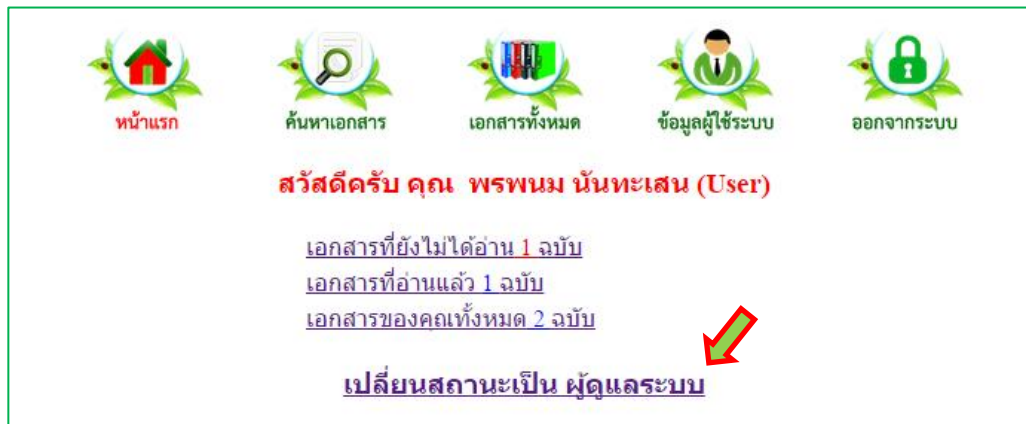 หน้าแรก ค้นหาเอกสาร เอกสารทั้งหมด ข้อมูลผู้ใช้ระบบ ออกจากระบบ
สวัสดีครับ คุณ พรพนม นันทะเสน (User)
เอกสารที่ยังไม่ได้อ่าน 1 ฉบับ
เอกสารที่อ่านแล้ว 1 ฉบับ
เอกสารของคุณทั้งหมด 2 ฉบับ
เปลี่ยนสถานะเป็น ผู้ดูแลระบบ